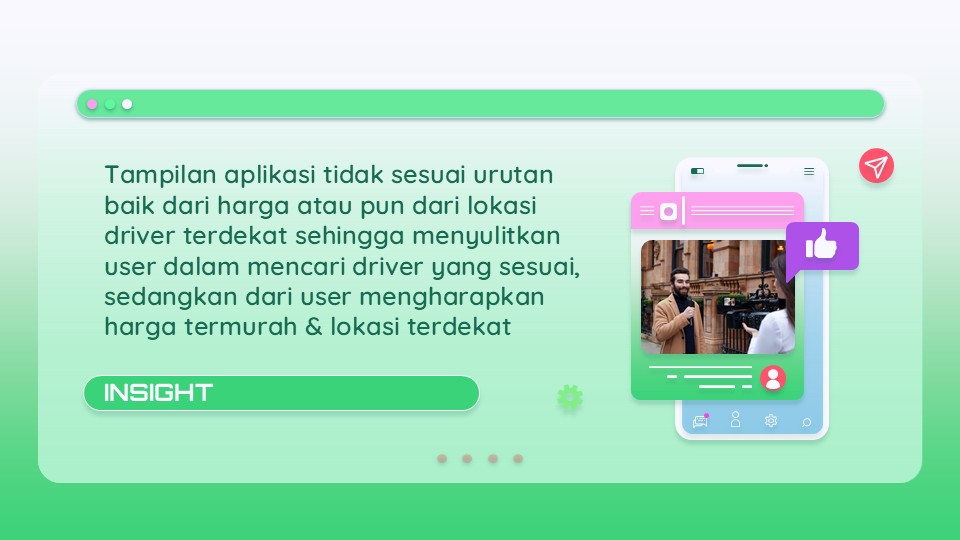 Tampilan aplikasi tidak sesuai urutan
baik dari harga atau pun dari lokasi
driver terdekat sehingga menyulitkan
user dalam mencari driver yang sesuai,
sedangkan dari user mengharapkan
harga termurah & lokasi terdekat
INSIGHT